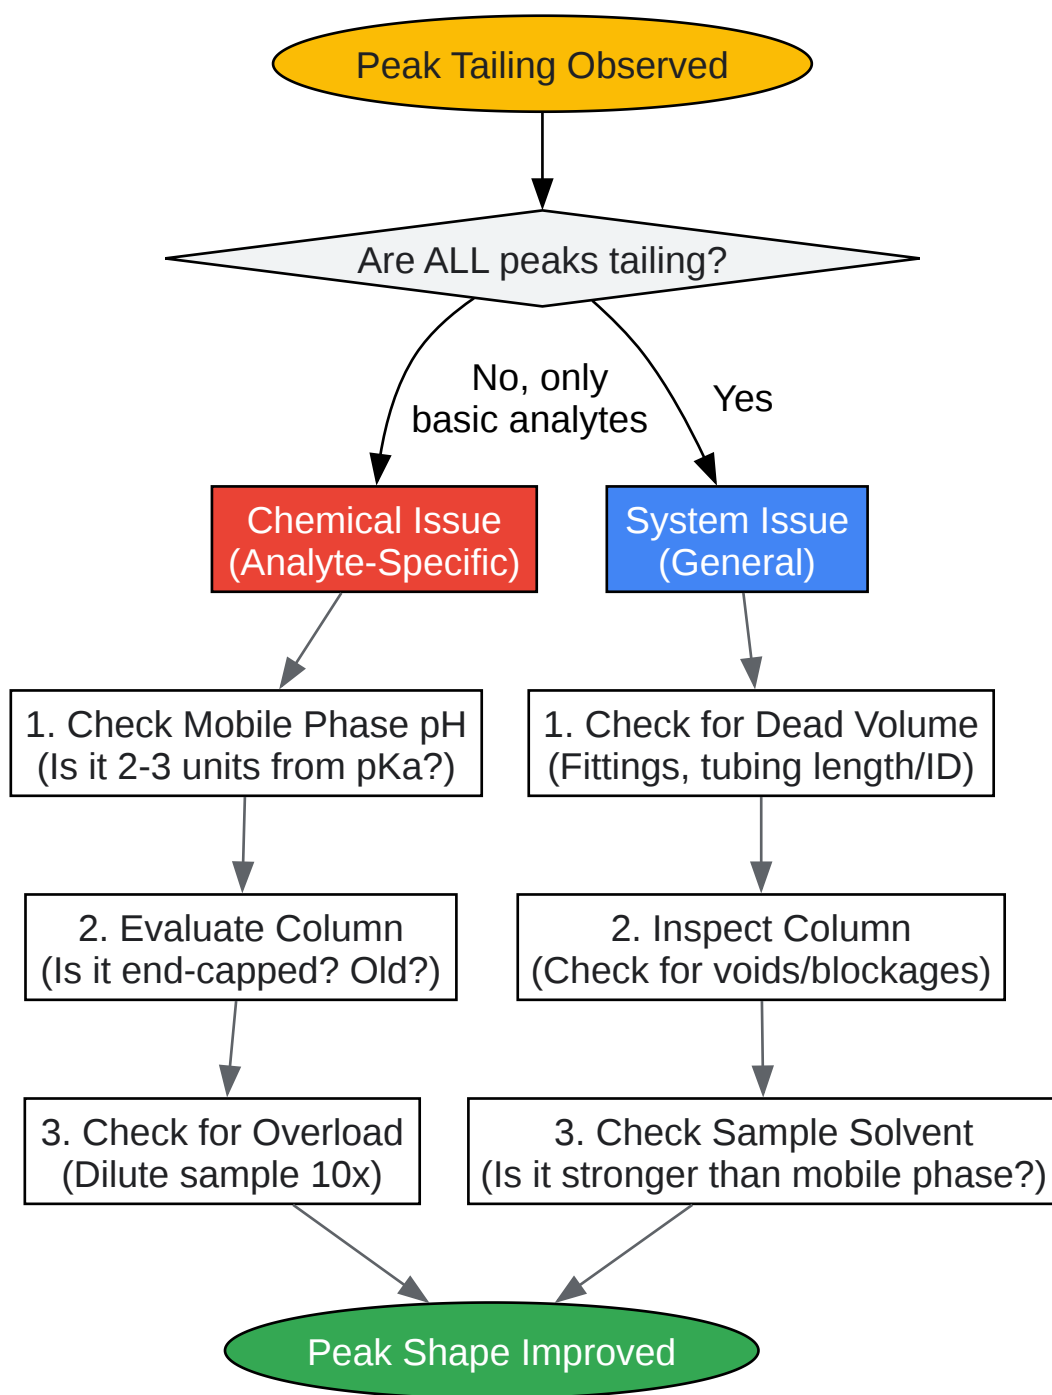 Peak Tailing Observed
Are ALL peaks tailing?
No, only
basic analytes
Yes
Chemical Issue
(Analyte-Specific)
System Issue
(General)
1. Check Mobile Phase pH
(Is it 2-3 units from pKa?)
1. Check for Dead Volume
(Fittings, tubing length/ID)
2. Evaluate Column
(Is it end-capped? Old?)
2. Inspect Column
(Check for voids/blockages)
3. Check for Overload
(Dilute sample 10x)
3. Check Sample Solvent
(Is it stronger than mobile phase?)
Peak Shape Improved